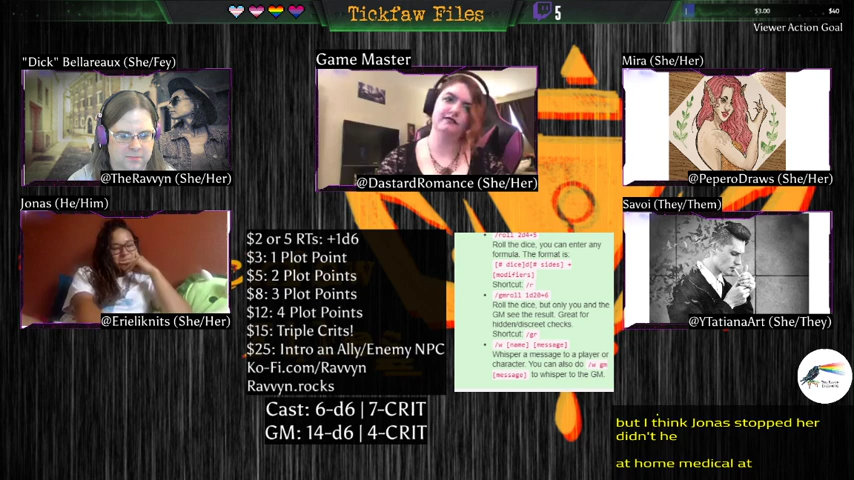 Tickfaw Files
5
$3.00
$40
Viewer Action Goal
"Dick" Bellareaux (She/Fey)
@TheRavvyn (She/Her)
Game Master
@DastardRomance (She/Her)
Mira (She/Her)
@PeperoDraws (She/Her)
Jonas (He/Him)
@Erieliknits (She/Her)
Savoi (They/Them)
@YTatianaArt (She/They)
$2 or 5 RTs: +1d6
$3: 1 Plot Point
$5: 2 Plot Points
$8: 3 Plot Points
$12: 4 Plot Points
$15: Triple Crits!
$25: Intro an Ally/Enemy NPC
Ko-Fi.com/Ravvyn
Ravvyn.rocks
Cast: 6-d6 | 7-CRIT
GM: 14-d6 | 4-CRIT
/roll 2d4+5
Roll the dice, you can enter any
formula. The format is:
[# dice]d[# sides] +
[modifiers]
Shortcut: /r
/gmroll 1d20+6
Roll the dice, but only you and the
GM see the result. Great for
hidden/discreet checks.
Shortcut: /gr
/w [name] [message]
Whisper a message to a player or
character. You can also do /w gm
[message] to whisper to the GM.
but I think Jonas stopped her
didn't he
at home medical at